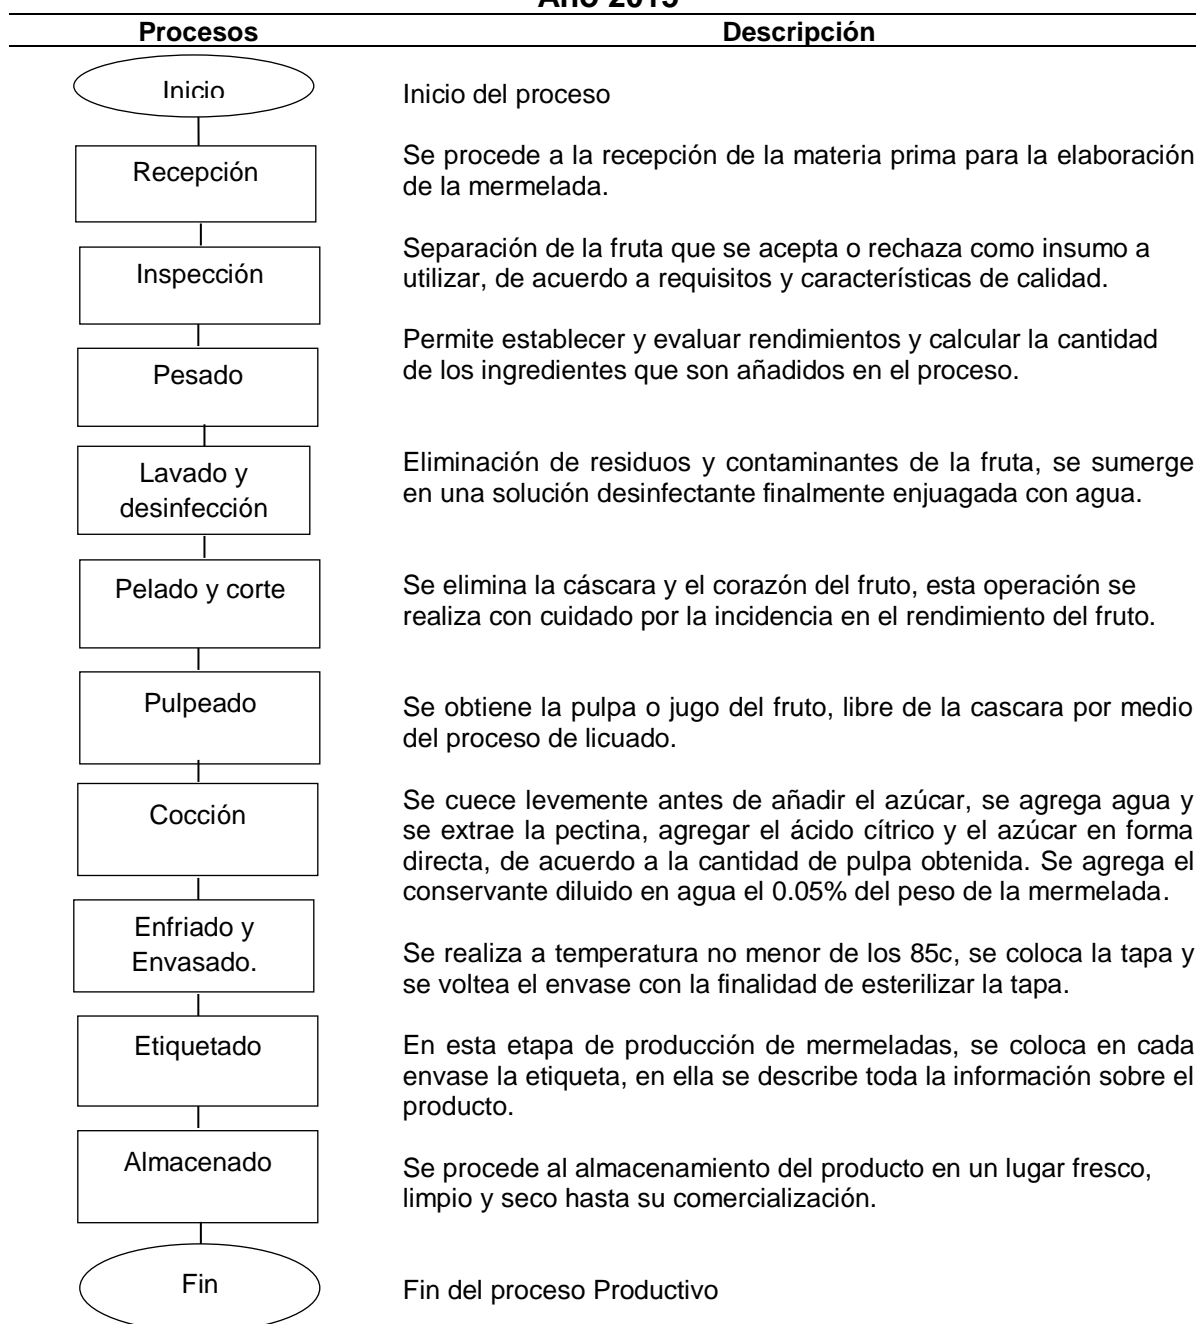 Año 2015
Procesos Descripción
Inicio
Inicio del proceso
Recepción
Se procede a la recepción de la materia prima para la elaboración
de la mermelada.
Inspección
Separación de la fruta que se acepta o rechaza como insumo a
utilizar, de acuerdo a requisitos y características de calidad.
Pesado
Permite establecer y evaluar rendimientos y calcular la cantidad
de los ingredientes que son añadidos en el proceso.
Lavado y
desinfección
Eliminación de residuos y contaminantes de la fruta, se sumerge
en una solución desinfectante finalmente enjuagada con agua.
Pelado y corte
Se elimina la cáscara y el corazón del fruto, esta operación se
realiza con cuidado por la incidencia en el rendimiento del fruto.
Pulpeado
Se obtiene la pulpa o jugo del fruto, libre de la cascara por medio
del proceso de licuado.
Cocción
Se cuece levemente antes de añadir el azúcar, se agrega agua y
se extrae la pectina, agregar el ácido cítrico y el azúcar en forma
directa, de acuerdo a la cantidad de pulpa obtenida. Se agrega el
conservante diluido en agua el 0.05% del peso de la mermelada.
Enfriado y
Envasado.
Se realiza a temperatura no menor de los 85c, se coloca la tapa y
se voltea el envase con la finalidad de esterilizar la tapa.
Etiquetado
En esta etapa de producción de mermeladas, se coloca en cada
envase la etiqueta, en ella se describe toda la información sobre el
producto.
Almacenado
Se procede al almacenamiento del producto en un lugar fresco,
limpio y seco hasta su comercialización.
Fin
Fin del proceso Productivo